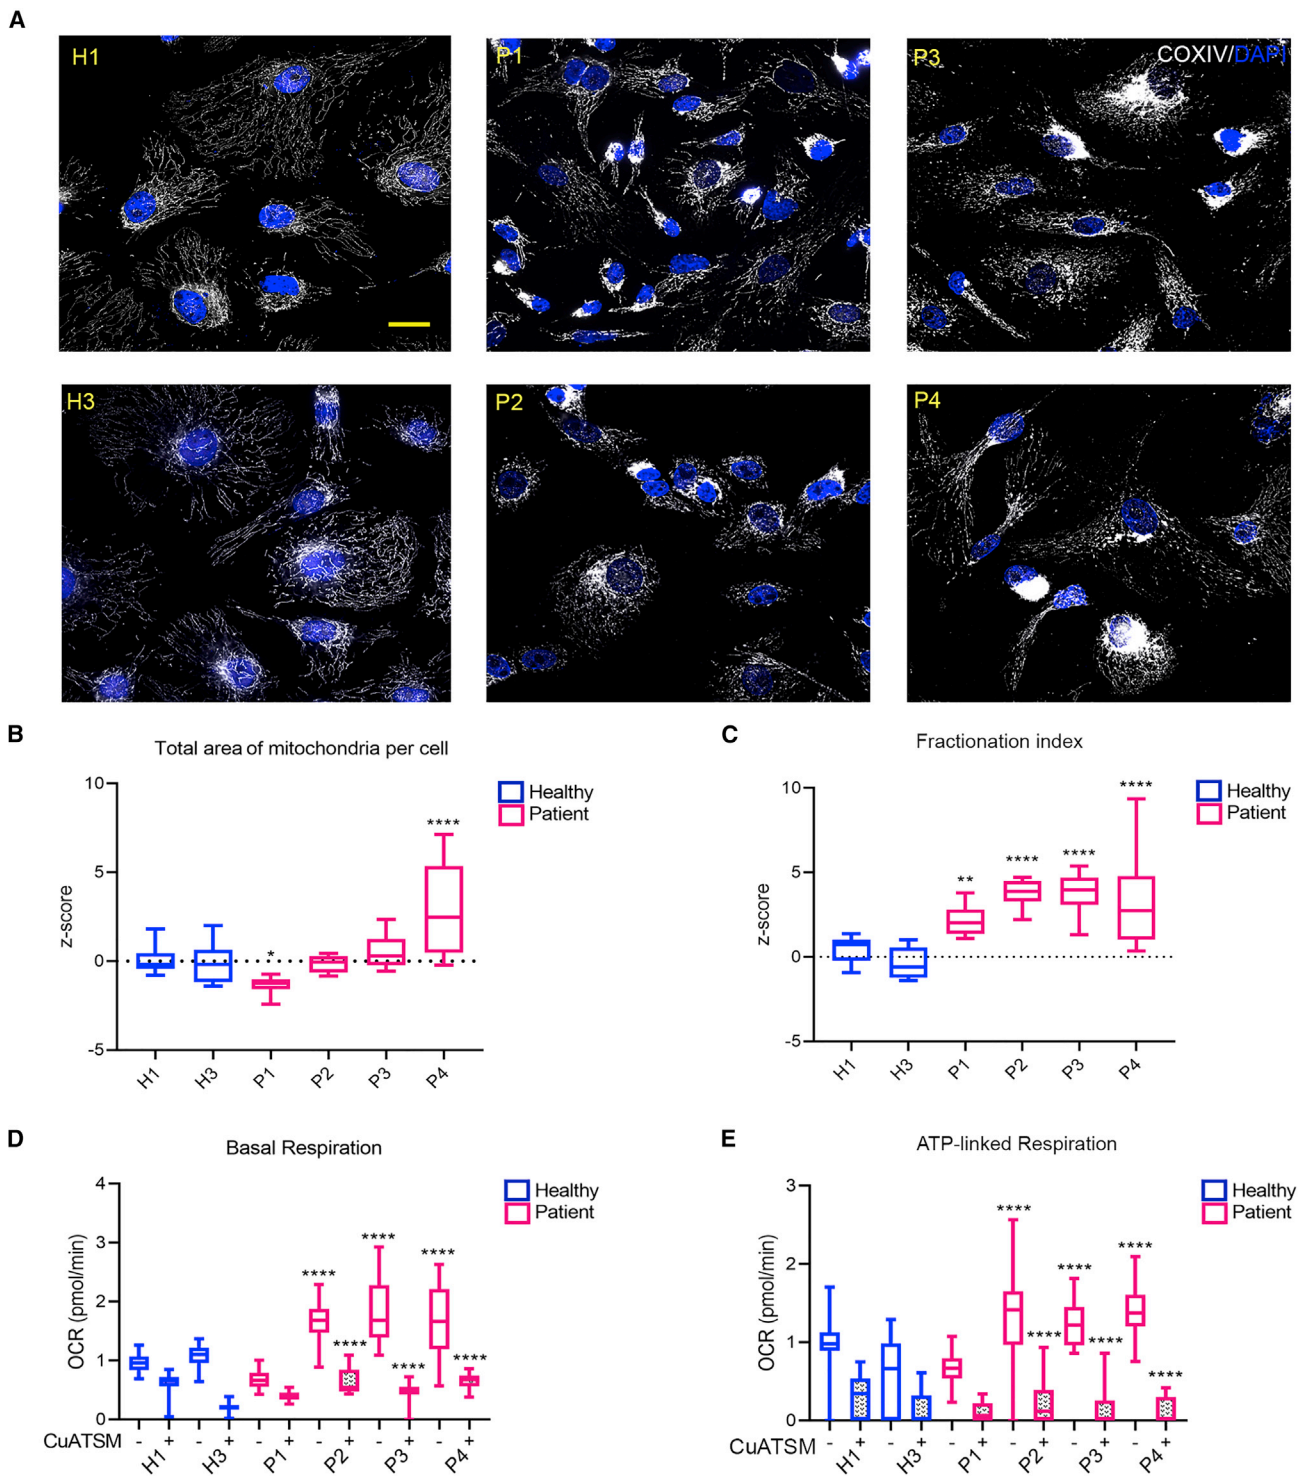 A
H1
P1
P3
COXIV/DAPI
H3
P2
P4
B
Total area of mitochondria per cell
z-score
10
5
0
-5
*
****
H1
H3
P1
P2
P3
P4
Healthy
Patient
C
Fractionation index
z-score
10
5
0
-5
**
****
****
****
H1
H3
P1
P2
P3
P4
Healthy
Patient
D
Basal Respiration
OCR (pmol/min)
4
3
2
1
0
****
****
****
****
****
****
CuATSM - + - + - + - + - + - +
H1
H3
P1
P2
P3
P4
Healthy
Patient
E
ATP-linked Respiration
OCR (pmol/min)
3
2
1
0
****
****
****
****
****
****
CuATSM - + - + - + - + - + - +
H1
H3
P1
P2
P3
P4
Healthy
Patient